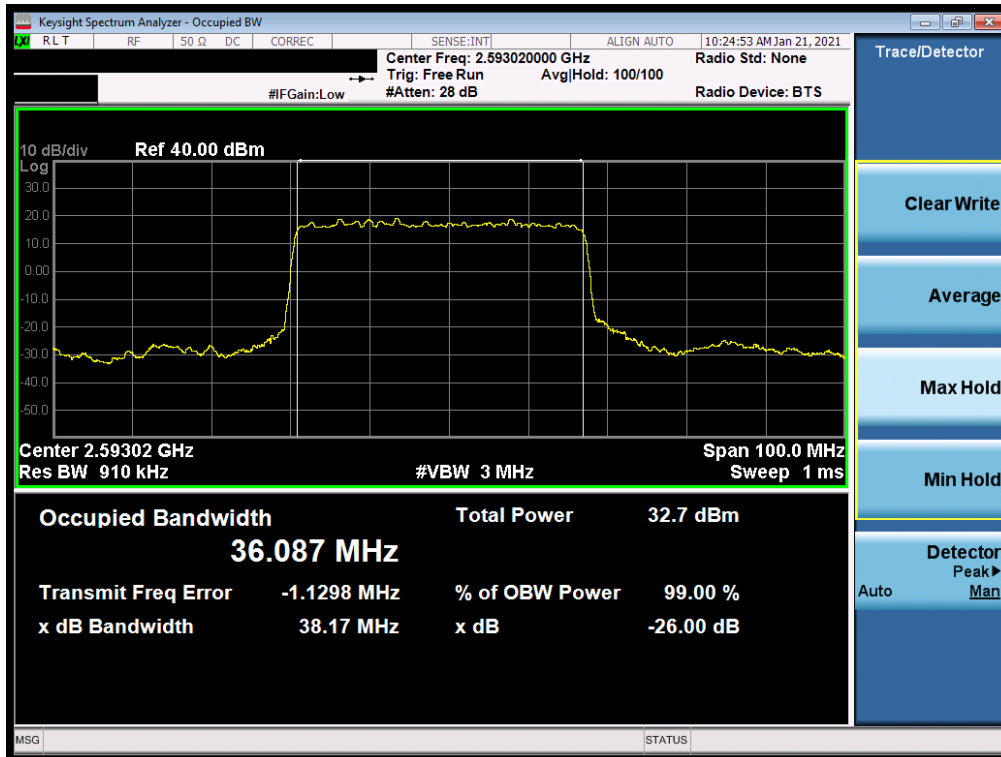 Keysight Spectrum Analyzer - Occupied BW
LXI RLT RF 50 Ω DC CORREC SENSE:INT ALIGN AUTO 10:24:53 AM Jan 21, 2021
Center Freq: 2.593020000 GHz Radio Std: None
Trig: Free Run Avg|Hold: 100/100
#IFGain:Low #Atten: 28 dB Radio Device: BTS
10 dB/div Ref 40.00 dBm
Log
30.0
20.0
10.0
0.00
-10.0
-20.0
-30.0
-40.0
-50.0
Center 2.59302 GHz Span 100.0 MHz
Res BW 910 kHz #VBW 3 MHz Sweep 1 ms
Occupied Bandwidth Total Power 32.7 dBm
36.087 MHz
Transmit Freq Error -1.1298 MHz % of OBW Power 99.00 %
x dB Bandwidth 38.17 MHz x dB -26.00 dB
MSG STATUS
Trace/Detector
Clear Write
Average
Max Hold
Min Hold
Detector
Peak▶
Auto Man